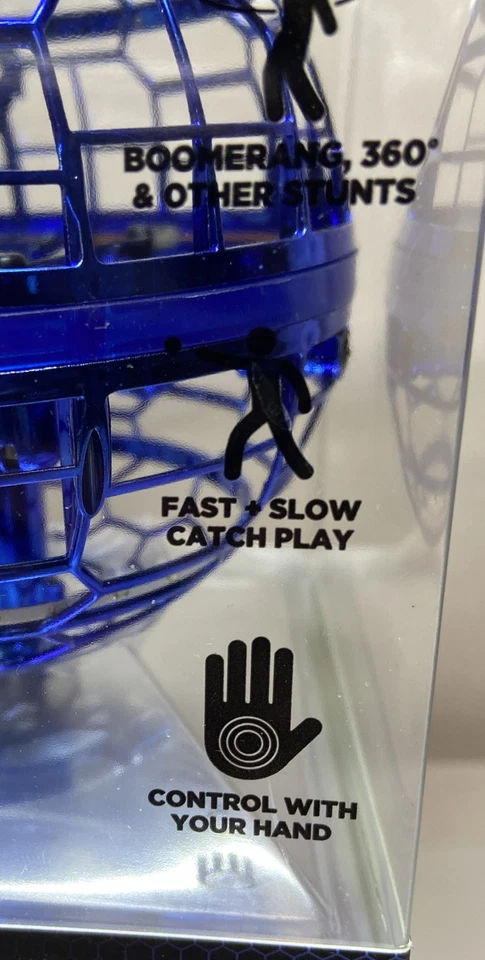 BOOMERANG, 360°
& OTHER STUNTS
FAST + SLOW
CATCH PLAY
CONTROL WITH
YOUR HAND